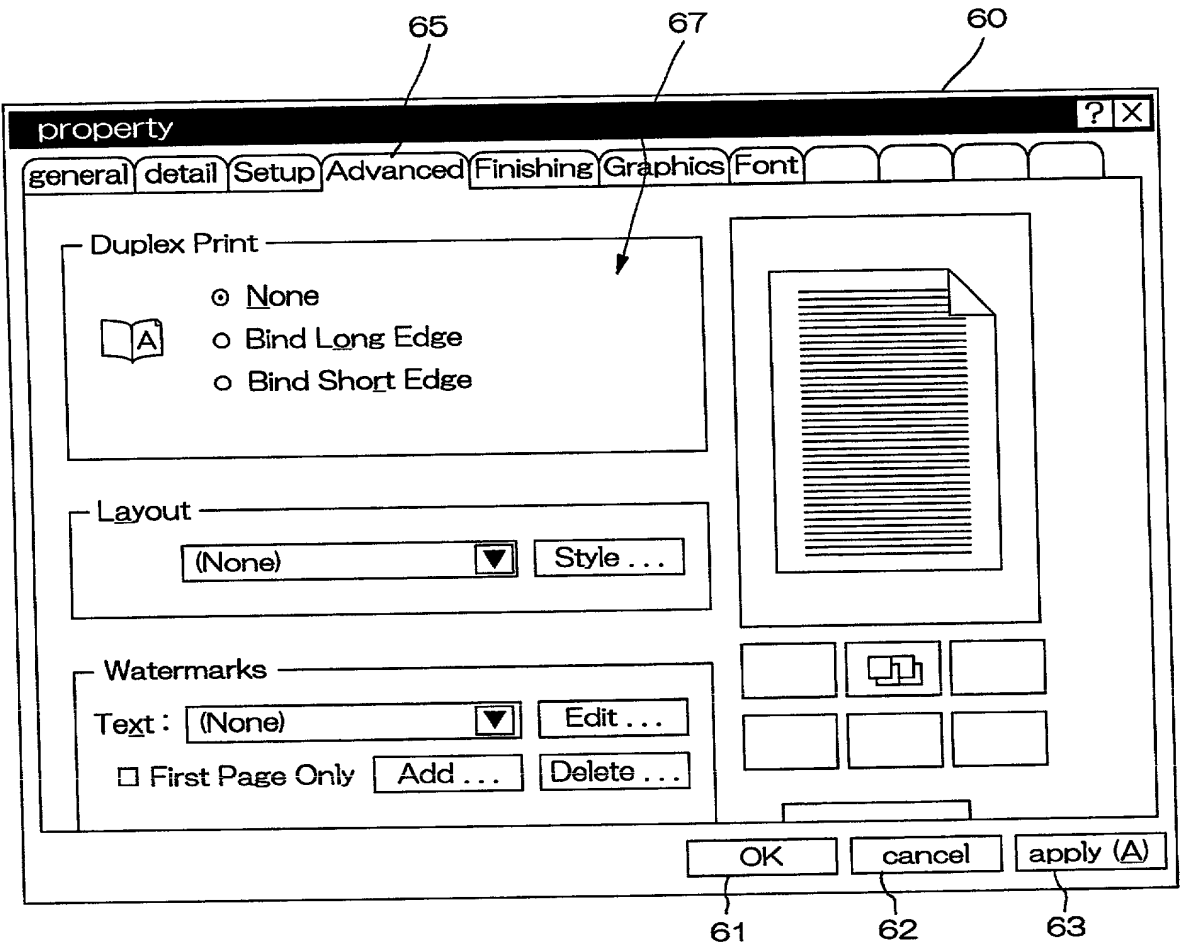 65 67 60
property ? X
general detail Setup Advanced Finishing Graphics Font
Duplex Print
None
A Bind Long Edge
Bind Short Edge
Layout
(None) ▼ Style . . .
Watermarks
Text : (None) ▼ Edit . . .
First Page Only Add . . . Delete . . .
OK cancel apply (A)
61 62 63